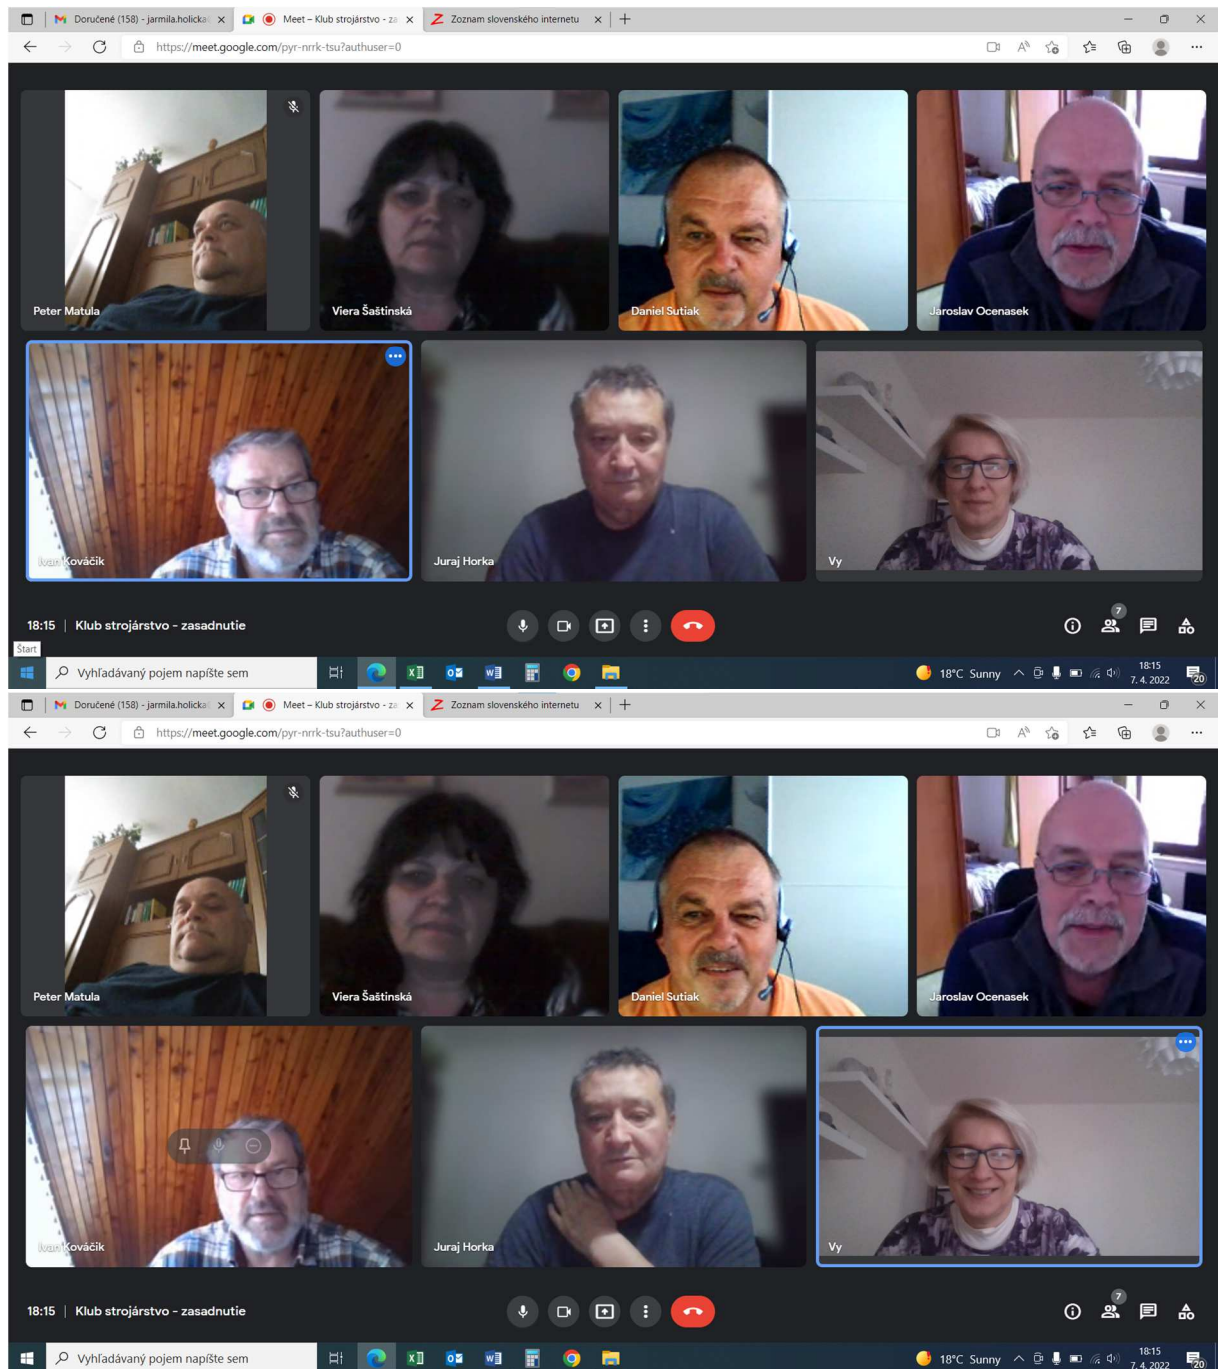 Doručené (158) - jarmila.holicka
Meet – Klub strojárstvo - za
Zoznam slovenského internetu
https://meet.google.com/pyr-nrrk-tsu?authuser=0
Peter Matula
Viera Šaštinská
Daniel Sutiak
Jaroslav Ocenasek
Ivan Kováčik
Juraj Horka
Vy
18:15 | Klub strojárstvo - zasadnutie
7
Štart
Vyhľadávaný pojem napíšte sem
18°C Sunny
18:15
7. 4. 2022
20
Doručené (158) - jarmila.holicka
Meet – Klub strojárstvo - za
Zoznam slovenského internetu
https://meet.google.com/pyr-nrrk-tsu?authuser=0
Peter Matula
Viera Šaštinská
Daniel Sutiak
Jaroslav Ocenasek
Ivan Kováčik
Juraj Horka
Vy
18:15 | Klub strojárstvo - zasadnutie
7
Vyhľadávaný pojem napíšte sem
18°C Sunny
18:15
7. 4. 2022
20